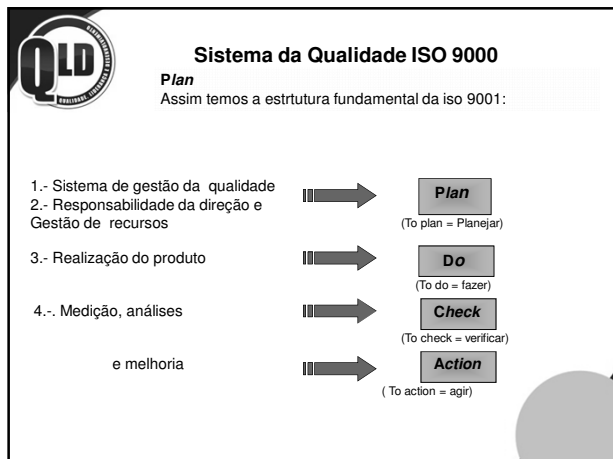 QLD
QUALIDADE, LIDERANÇA
Sistema da Qualidade ISO 9000
Plan
Assim temos a estrtutura fundamental da iso 9001:
1.- Sistema de gestão da qualidade
2.- Responsabilidade da direção e
Gestão de recursos
Plan
(To plan = Planejar)
3.- Realização do produto
Do
(To do = fazer)
4.-. Medição, análises
Check
(To check = verificar)
e melhoria
Action
( To action = agir)